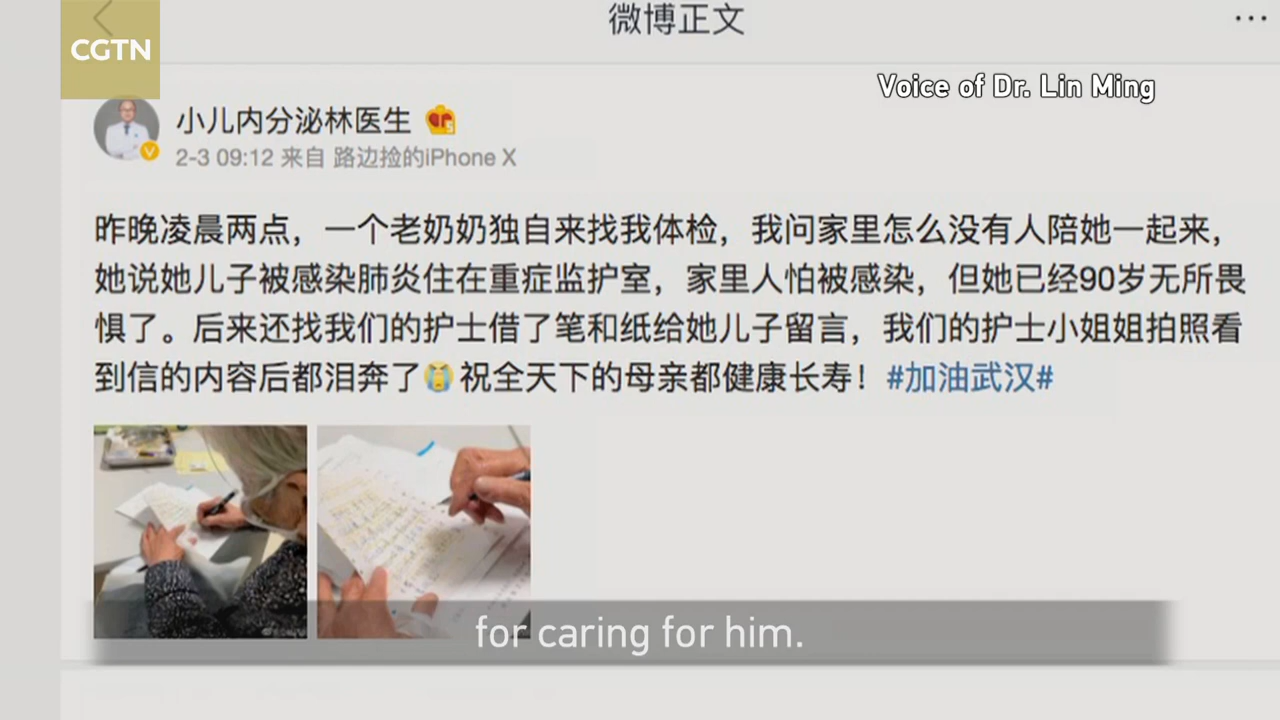 CGTN
微博正文
Voice of Dr. Lin Ming
小儿内分泌林医生
2-3 09:12 来自 路边捡的iPhone X
昨晚凌晨两点，一个老奶奶独自来找我体检，我问家里怎么没有人陪她一起来，
她说她儿子被感染肺炎住在重症监护室，家里人怕被感染，但她已经90岁无所畏
惧了。后来还找我们的护士借了笔和纸给她儿子留言，我们的护士小姐姐拍照看
到信的内容后都泪奔了😭祝全天下的母亲都健康长寿！#加油武汉#
for caring for him.